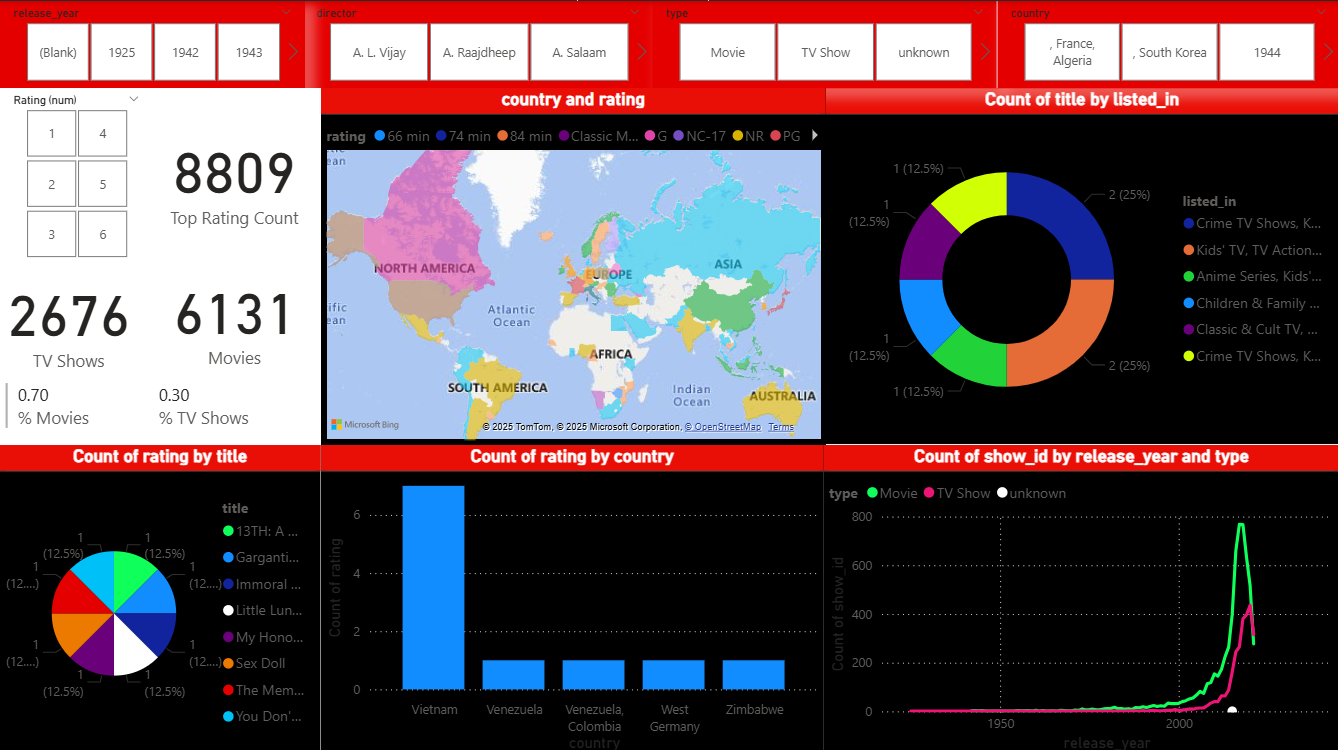 release_year
director
type
country
(Blank)
1925
1942
1943
A. L. Vijay
A. Raajdheep
A. Salaam
Movie
TV Show
unknown
, France,
Algeria
, South Korea
1944
Rating (num)
1
4
2
5
3
6
8809
Top Rating Count
2676
TV Shows
6131
Movies
0.70
% Movies
0.30
% TV Shows
country and rating
rating
66 min
74 min
84 min
Classic M...
G
NC-17
NR
PG
ean
NORTH AMERICA
EUROPE
ASIA
Atlantic
Ocean
ific
ean
AFRICA
SOUTH AMERICA
Indian
Ocean
AUSTRALIA
Microsoft Bing
© 2025 TomTom, © 2025 Microsoft Corporation, © OpenStreetMap Terms
Count of title by listed_in
1 (12.5%)
2 (25%)
1
(12.5%)
1
(12.5%)
1 (12.5%)
2 (25%)
listed_in
Crime TV Shows, K...
Kids' TV, TV Action...
Anime Series, Kids'...
Children & Family ...
Classic & Cult TV, ...
Crime TV Shows, K...
Count of rating by title
1
(12.5%)
1
(12.5%)
1
(12....)
1
(12....)
1
(12....)
1
(12....)
1
(12.5%)
1
(12.5%)
title
13TH: A ...
Garganti...
Immoral ...
Little Lun...
My Hono...
Sex Doll
The Mem...
You Don'...
Count of rating by country
Count of rating
6
4
2
0
Vietnam
Venezuela
Venezuela,
Colombia
West
Germany
Zimbabwe
country
Count of show_id by release_year and type
type
Movie
TV Show
unknown
Count of show_id
800
600
400
200
0
1950
2000
release_year